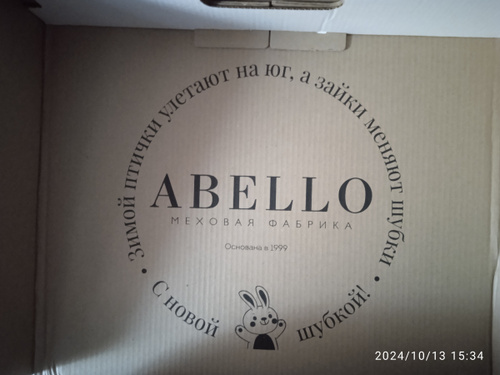 Зимой птички улетают на юг, а зайки меняют шубки
ABELLO
МЕХОВАЯ ФАБРИКА
Основана в 1999
• С новой шубкой! •
2024/10/13 15:34